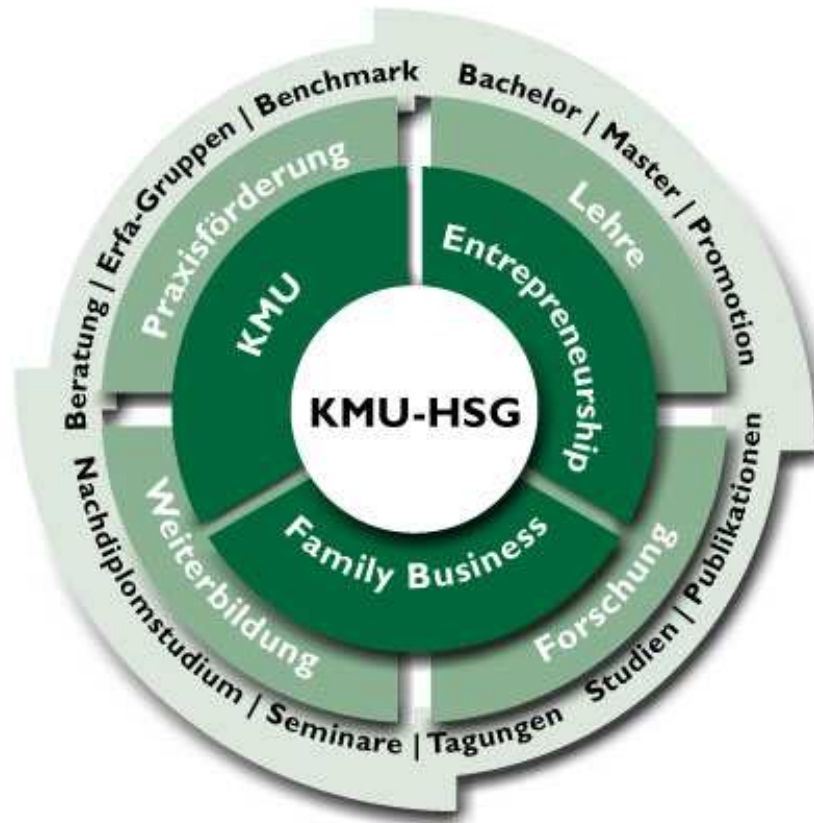 Beratung | Erfa-Gruppen | Benchmark
Bachelor | Master | Promotion
Praxisförderung
Lehre
KMU
Entrepreneurship
KMU-HSG
Family Business
Weiterbildung
Forschung
Nachdiplomstudium | Seminare | Tagungen
Studien | Publikationen